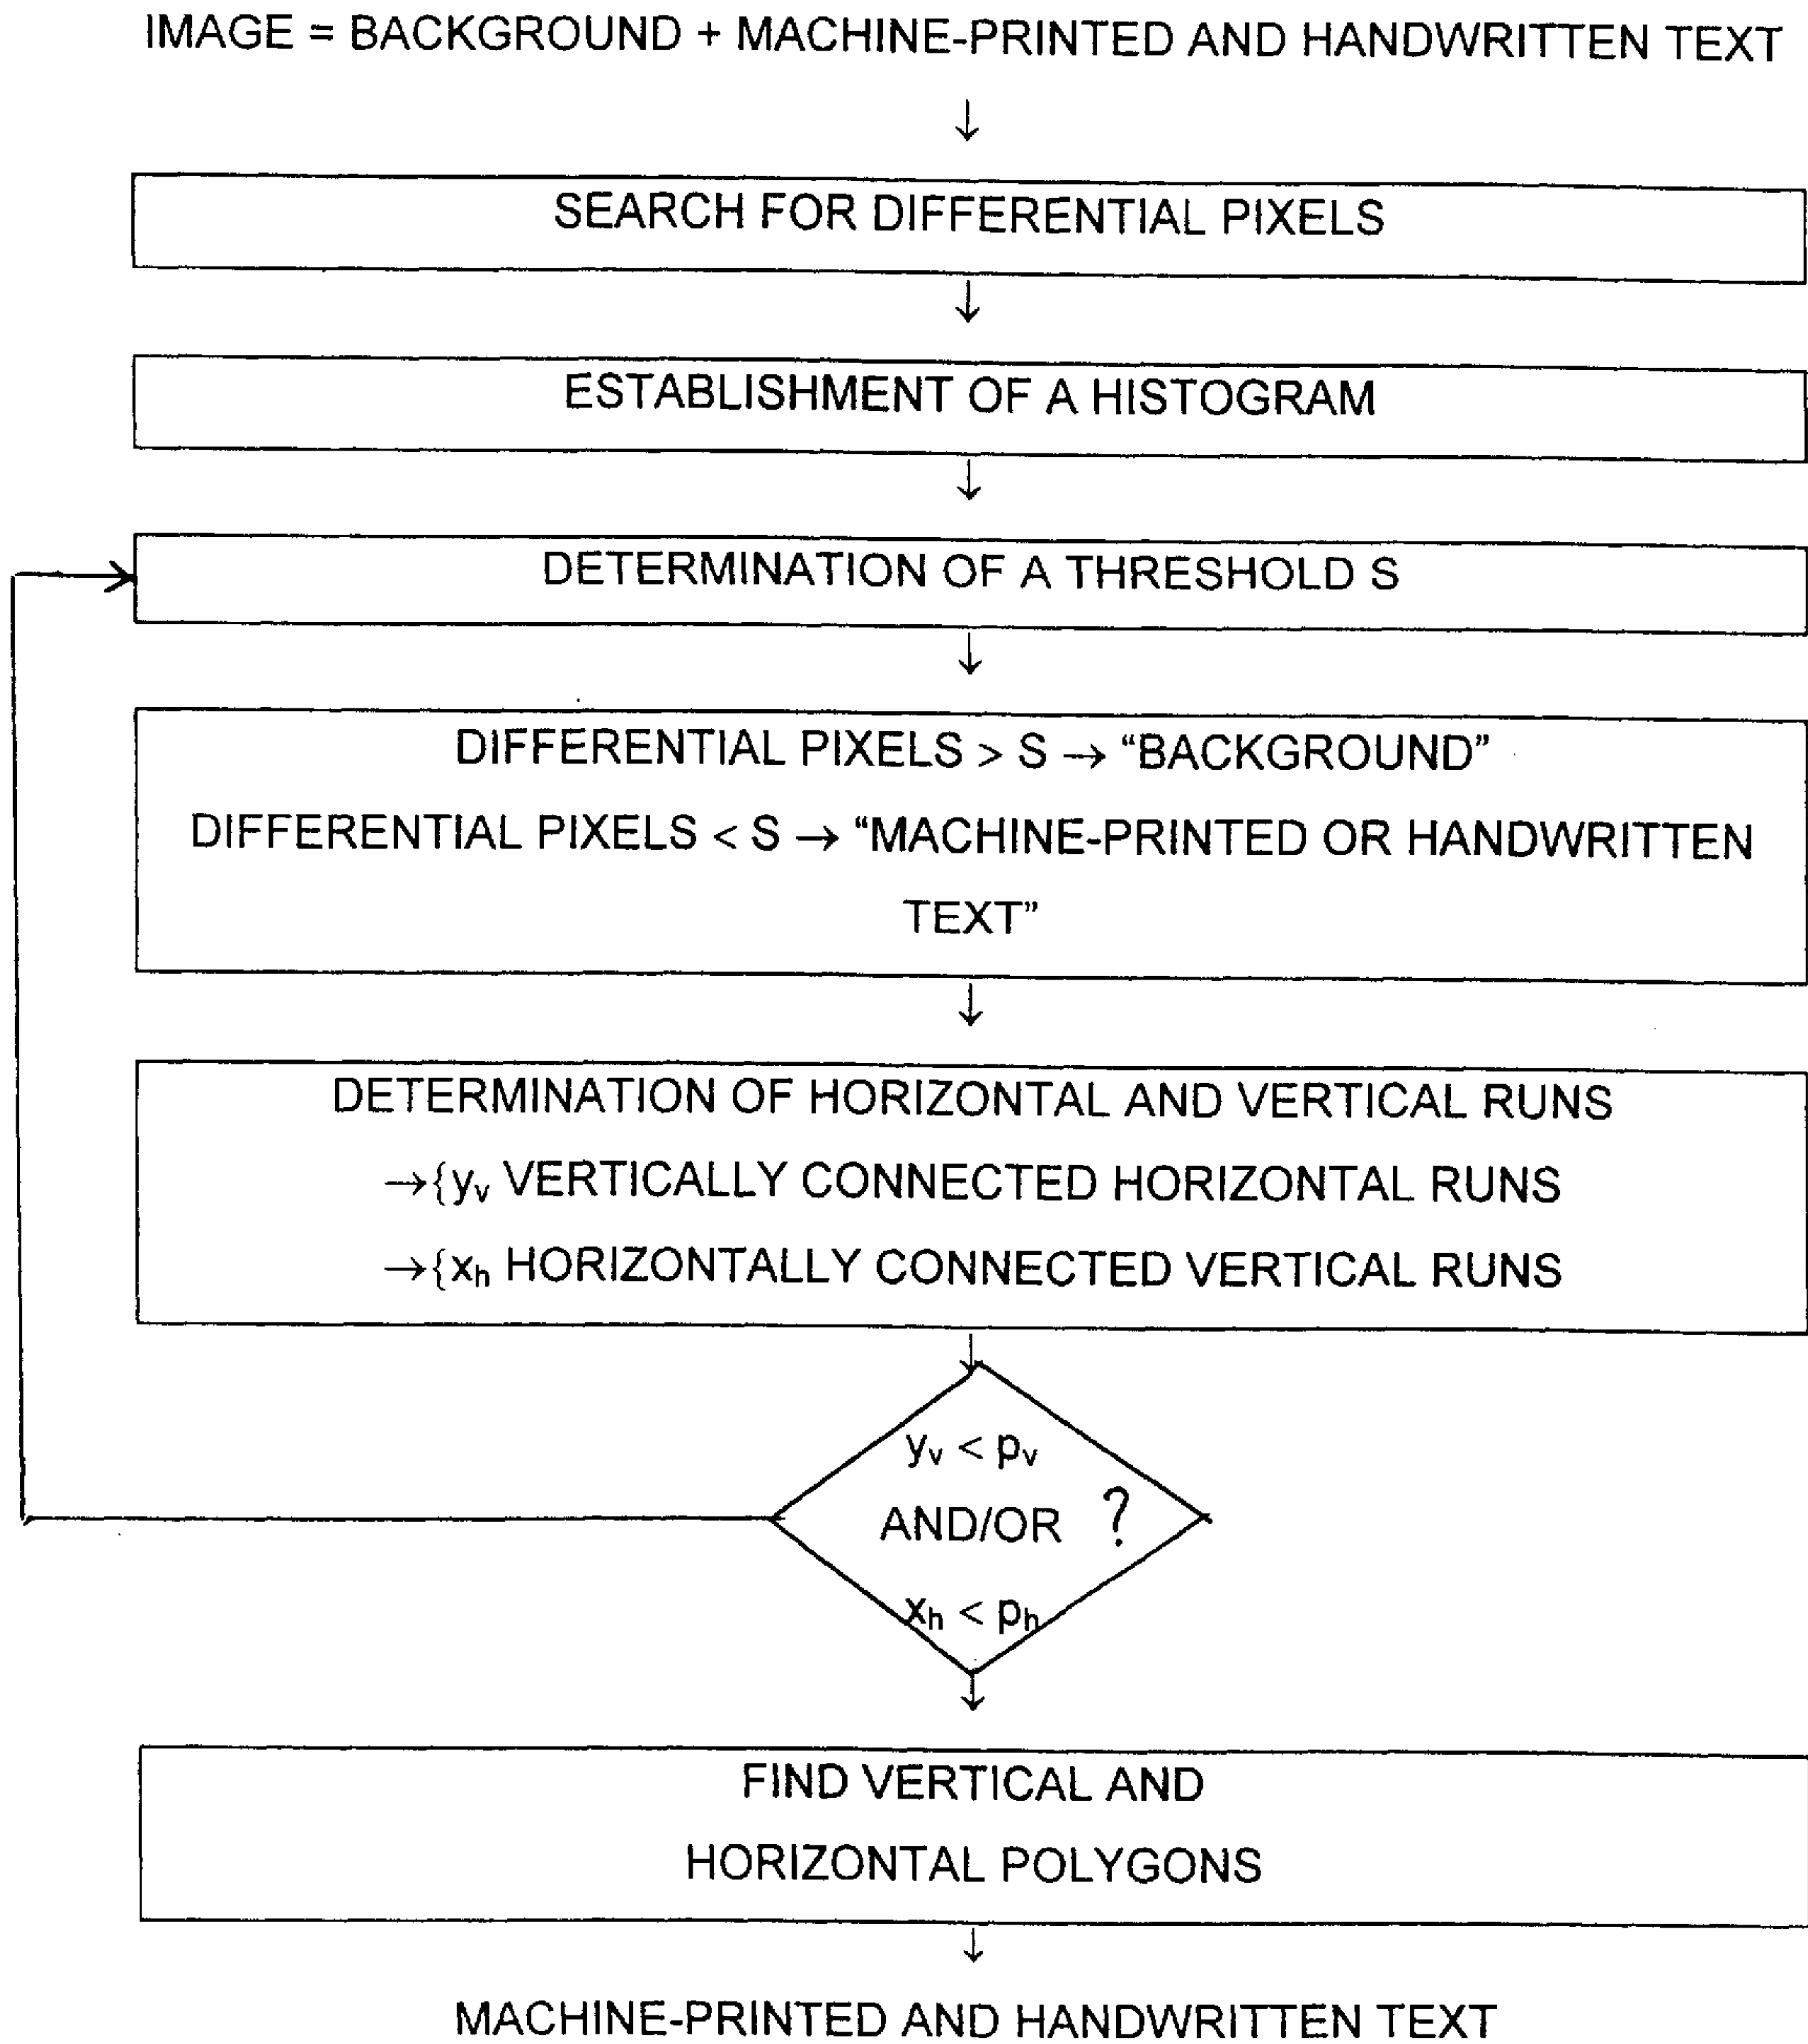 IMAGE = BACKGROUND + MACHINE-PRINTED AND HANDWRITTEN TEXT
↓
SEARCH FOR DIFFERENTIAL PIXELS
↓
ESTABLISHMENT OF A HISTOGRAM
↓
DETERMINATION OF A THRESHOLD S
↓
DIFFERENTIAL PIXELS > S → “BACKGROUND”
DIFFERENTIAL PIXELS < S → “MACHINE-PRINTED OR HANDWRITTEN
TEXT”
↓
DETERMINATION OF HORIZONTAL AND VERTICAL RUNS
→{yᵥ VERTICALLY CONNECTED HORIZONTAL RUNS
→{xₕ HORIZONTALLY CONNECTED VERTICAL RUNS
↓
yᵥ < pᵥ
AND/OR ?
xₕ < pₕ
↓
FIND VERTICAL AND
HORIZONTAL POLYGONS
↓
MACHINE-PRINTED AND HANDWRITTEN TEXT